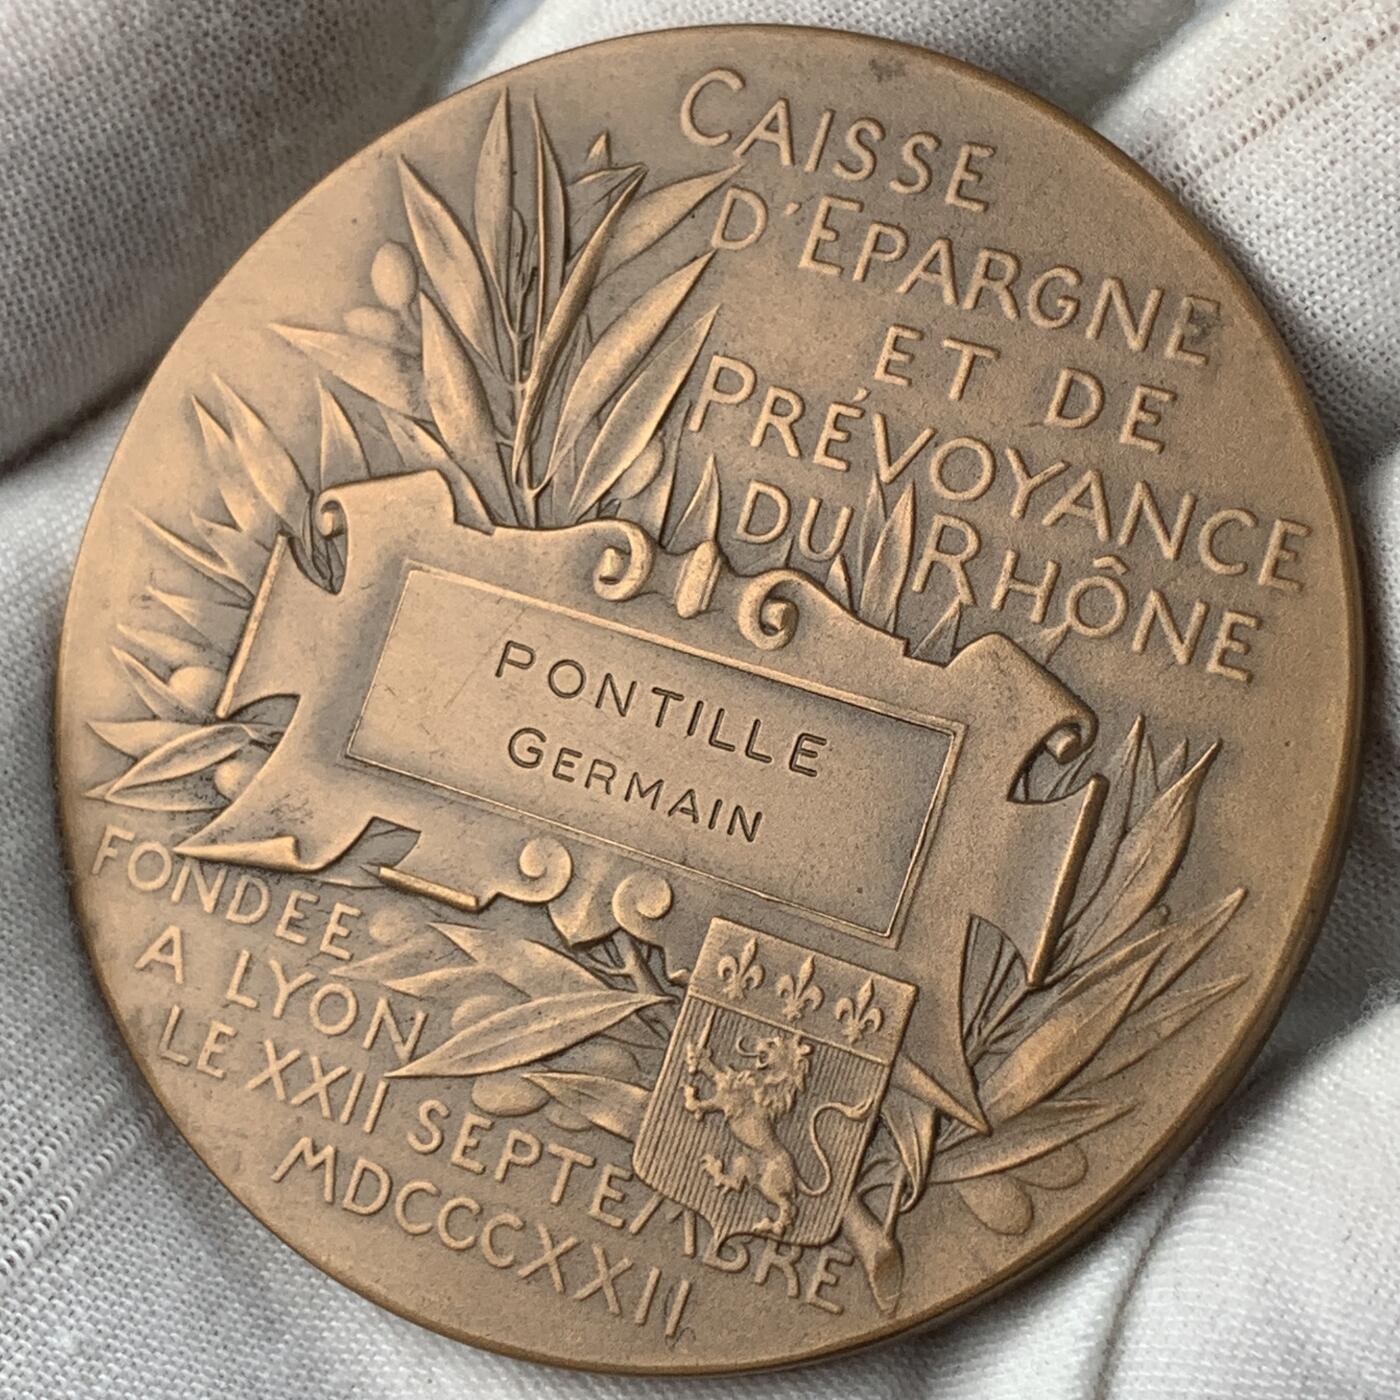 CAISSE
D'EPARGNE
ET DE
PRÉVOYANCE
DU RHÔNE
PONTILLE
GERMAIN
FONDEE
A LYON
LE XXII SEPTEMBRE
MDCCCXXII